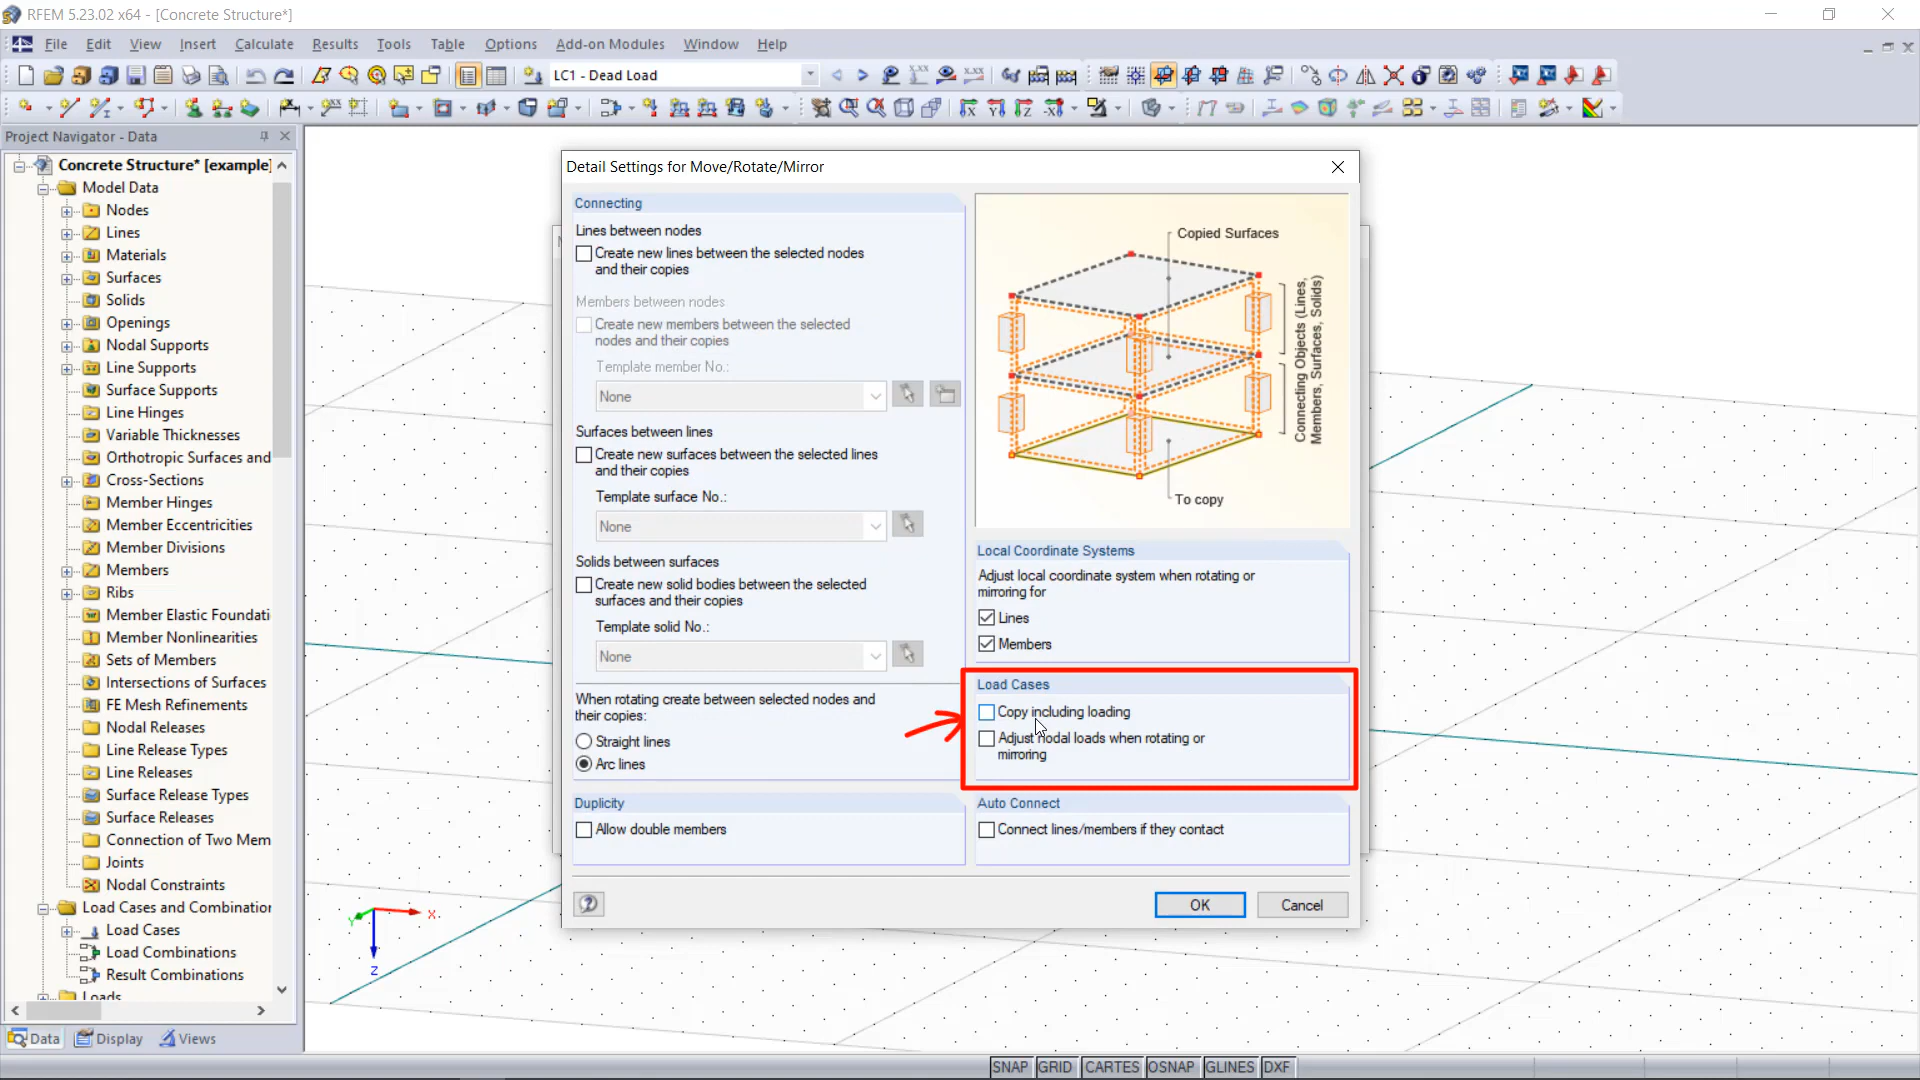 RFEM 5.23.02 x64 - [Concrete Structure*]
File Edit View Insert Calculate Results Tools Table Options Add-on Modules Window Help
LC1 - Dead Load
Project Navigator - Data
Concrete Structure* [example]
Model Data
Nodes
Lines
Materials
Surfaces
Solids
Openings
Nodal Supports
Line Supports
Surface Supports
Line Hinges
Variable Thicknesses
Orthotropic Surfaces and
Cross-Sections
Member Hinges
Member Eccentricities
Member Divisions
Members
Ribs
Member Elastic Foundati
Member Nonlinearities
Sets of Members
Intersections of Surfaces
FE Mesh Refinements
Nodal Releases
Line Release Types
Line Releases
Surface Release Types
Surface Releases
Connection of Two Mem
Joints
Nodal Constraints
Load Cases and Combination
Load Cases
Load Combinations
Result Combinations
Loads
Data Display Views
Detail Settings for Move/Rotate/Mirror
Connecting
Lines between nodes
Create new lines between the selected nodes
and their copies
Members between nodes
Create new members between the selected
nodes and their copies
Template member No.:
None
Surfaces between lines
Create new surfaces between the selected lines
and their copies
Template surface No.:
None
Solids between surfaces
Create new solid bodies between the selected
surfaces and their copies
Template solid No.:
None
When rotating create between selected nodes and
their copies:
Straight lines
Arc lines
Duplicity
Allow double members
Copied Surfaces
Connecting Objects (Lines,
Members, Surfaces, Solids)
To copy
Local Coordinate Systems
Adjust local coordinate system when rotating or
mirroring for
Lines
Members
Load Cases
Copy including loading
Adjust nodal loads when rotating or
mirroring
Auto Connect
Connect lines/members if they contact
OK Cancel
X
Y
Z
SNAP GRID CARTES OSNAP GLINES DXF